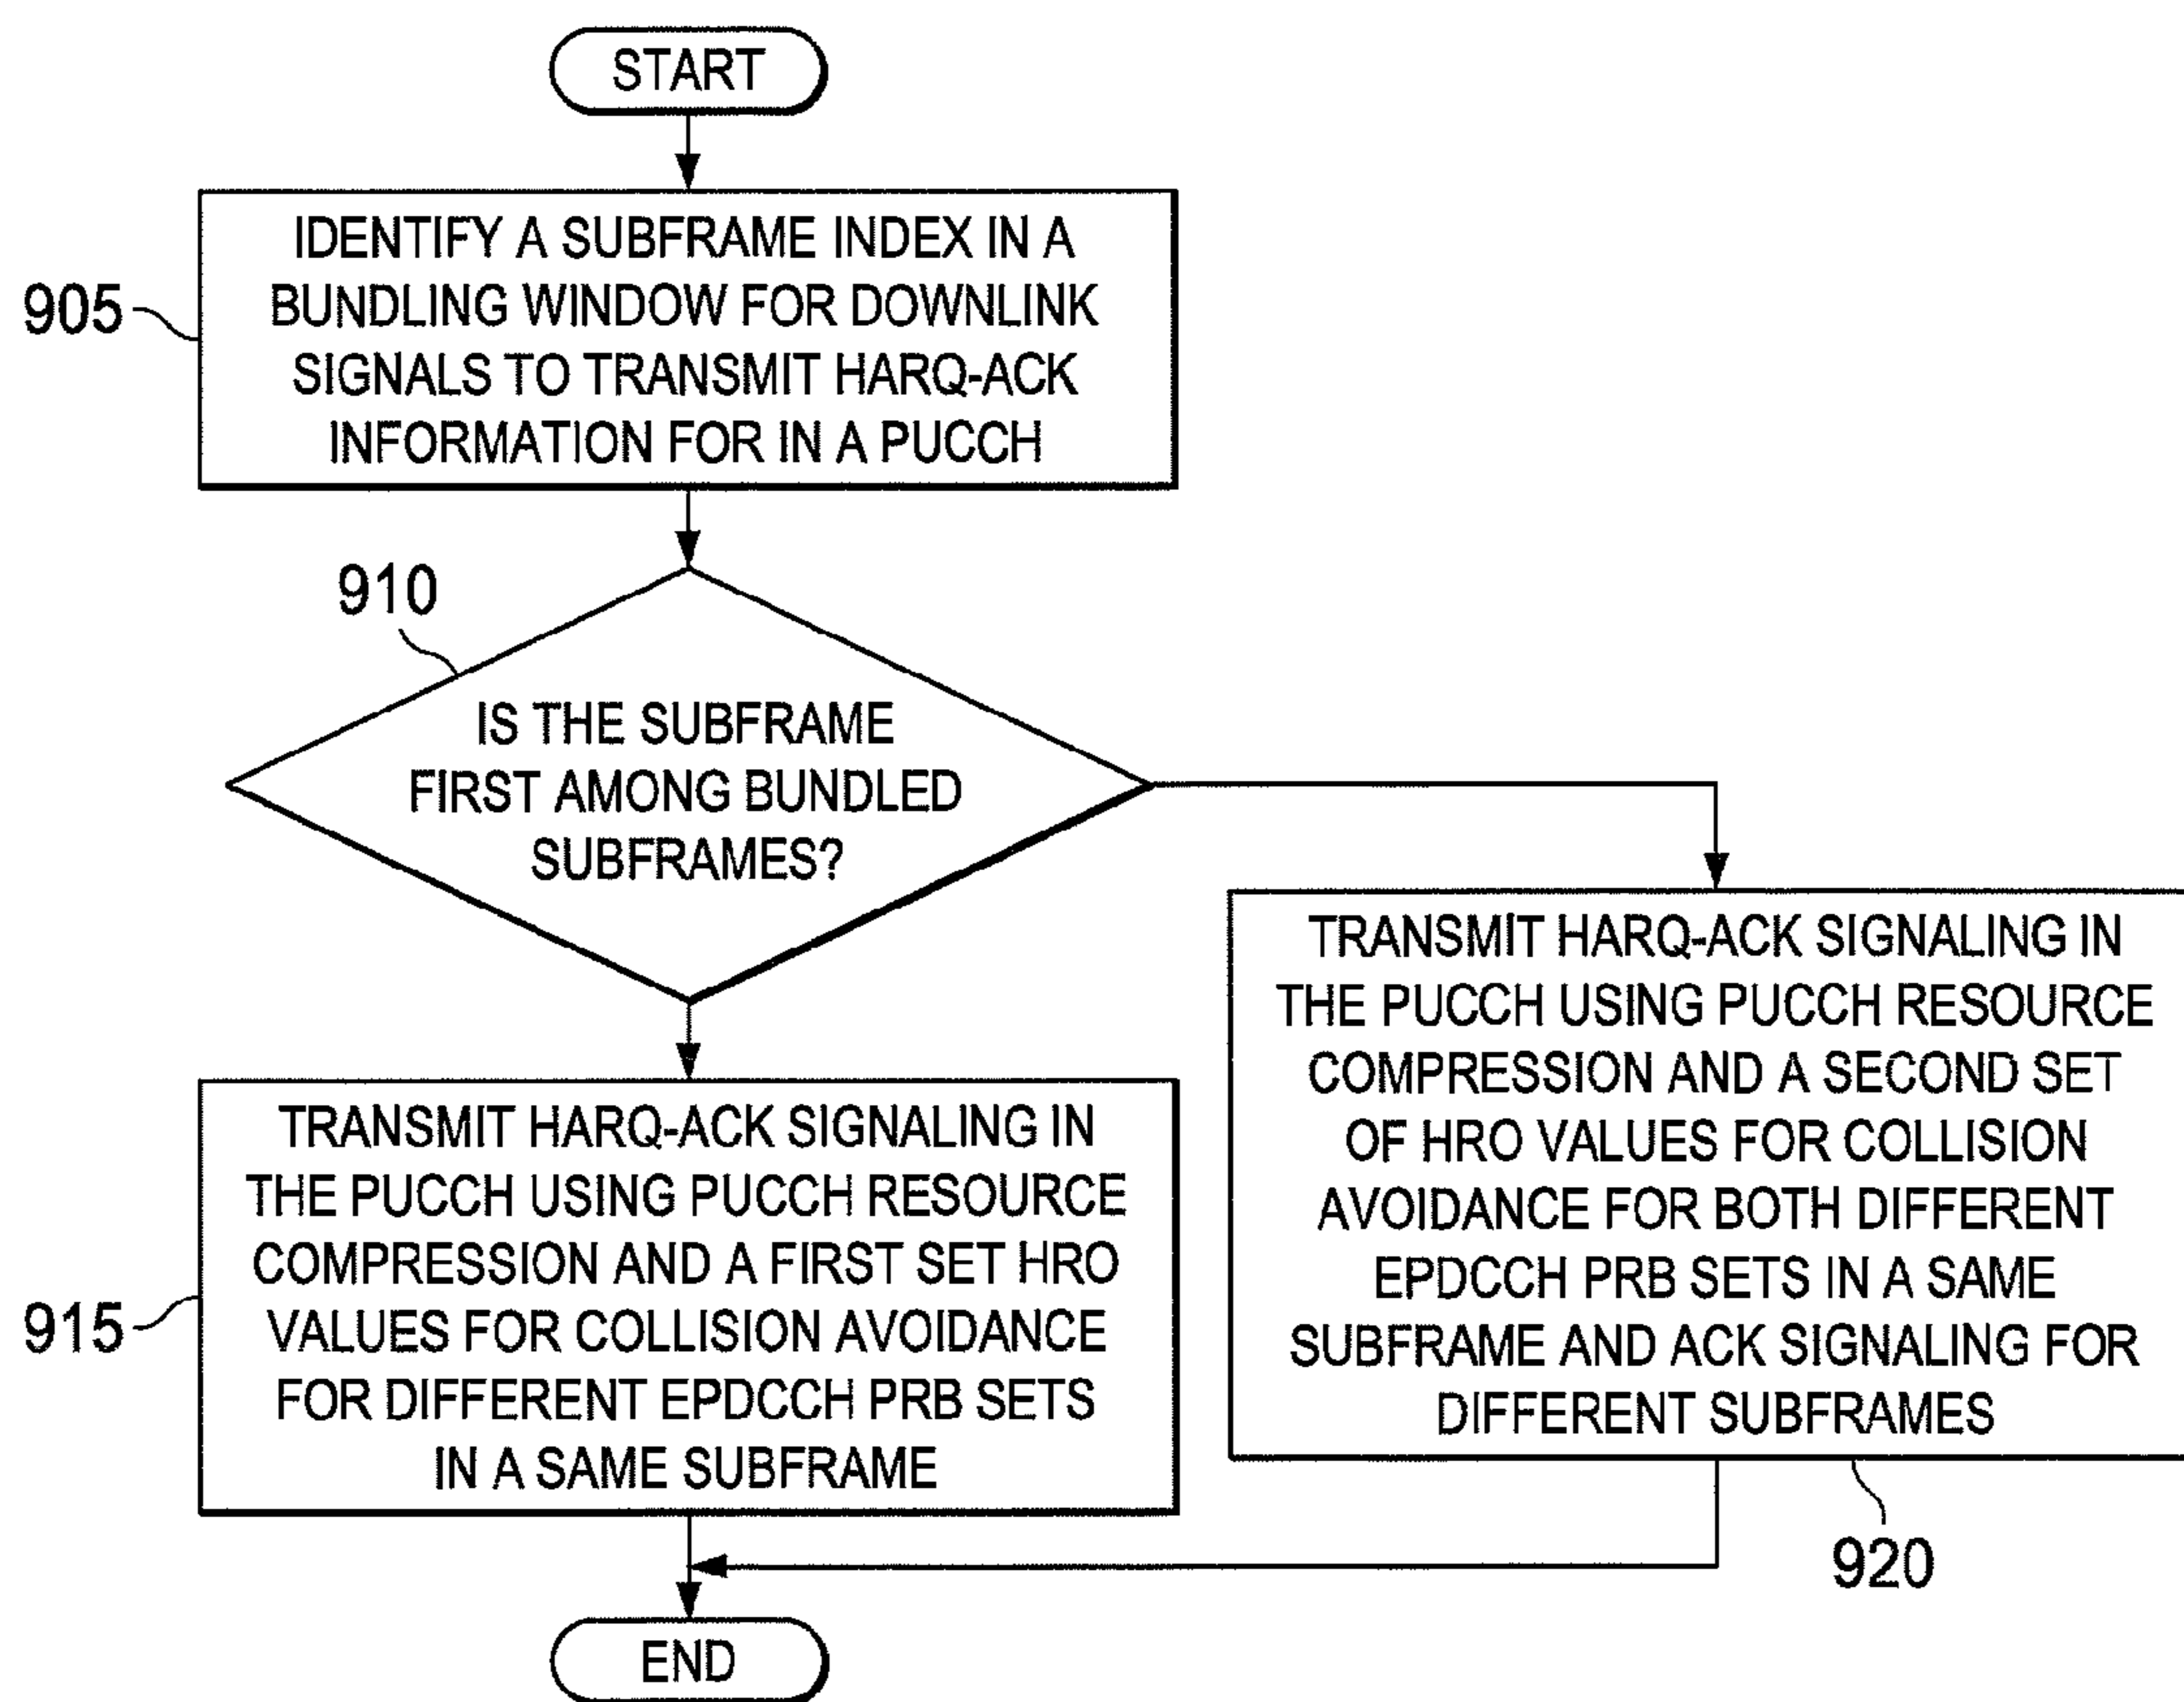 START
905
IDENTIFY A SUBFRAME INDEX IN A
BUNDLING WINDOW FOR DOWNLINK
SIGNALS TO TRANSMIT HARQ-ACK
INFORMATION FOR IN A PUCCH
910
IS THE SUBFRAME
FIRST AMONG BUNDLED
SUBFRAMES?
915
TRANSMIT HARQ-ACK SIGNALING IN
THE PUCCH USING PUCCH RESOURCE
COMPRESSION AND A FIRST SET HRO
VALUES FOR COLLISION AVOIDANCE
FOR DIFFERENT EPDCCH PRB SETS
IN A SAME SUBFRAME
TRANSMIT HARQ-ACK SIGNALING IN
THE PUCCH USING PUCCH RESOURCE
COMPRESSION AND A SECOND SET
OF HRO VALUES FOR COLLISION
AVOIDANCE FOR BOTH DIFFERENT
EPDCCH PRB SETS IN A SAME
SUBFRAME AND ACK SIGNALING FOR
DIFFERENT SUBFRAMES
920
END